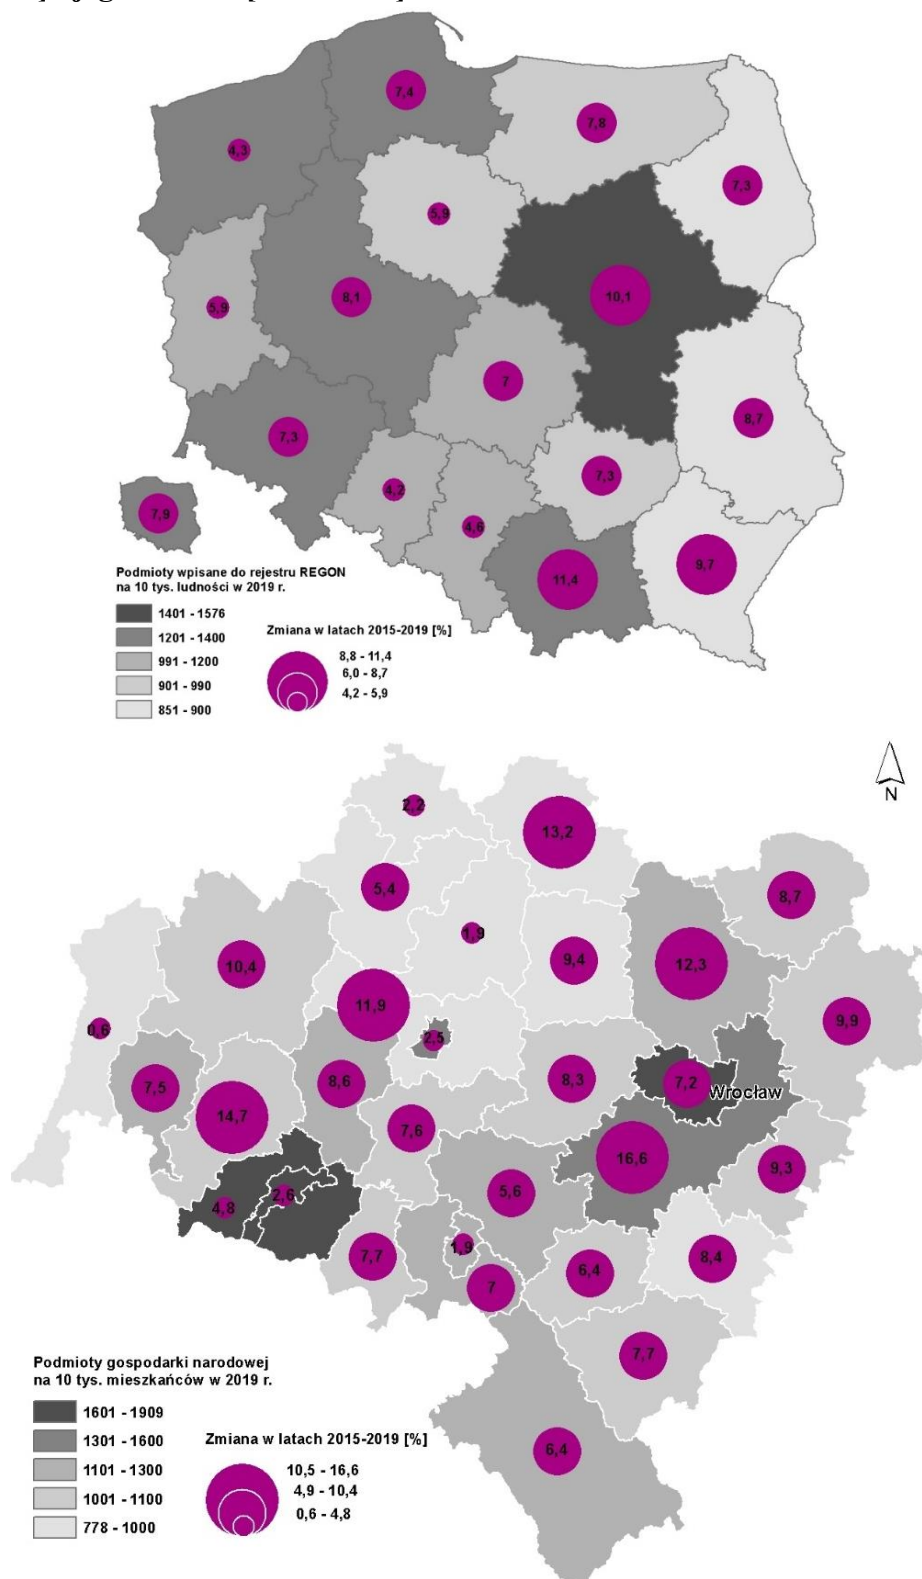 7,4
7,8
4,3
7,3
5,9
10,1
8,1
5,9
7
8,7
7,3
7,3
4,2
7,9
4,6
9,7
11,4
Podmioty wpisane do rejestru REGON
na 10 tys. ludności w 2019 r.
1401 - 1576
1201 - 1400
991 - 1200
901 - 990
851 - 900
Zmiana w latach 2015-2019 [%]
8,8 - 11,4
6,0 - 8,7
4,2 - 5,9
N
2,2
13,2
5,4
8,7
1,9
10,4
9,4
12,3
11,9
9,9
0,6
2,5
8,3
7,5
8,6
7,2
Wrocław
14,7
7,6
16,6
9,3
5,6
2,6
4,8
1,9
7,7
8,4
6,4
7
7,7
6,4
Podmioty gospodarki narodowej
na 10 tys. mieszkańców w 2019 r.
1601 - 1909
1301 - 1600
1101 - 1300
1001 - 1100
778 - 1000
Zmiana w latach 2015-2019 [%]
10,5 - 16,6
4,9 - 10,4
0,6 - 4,8